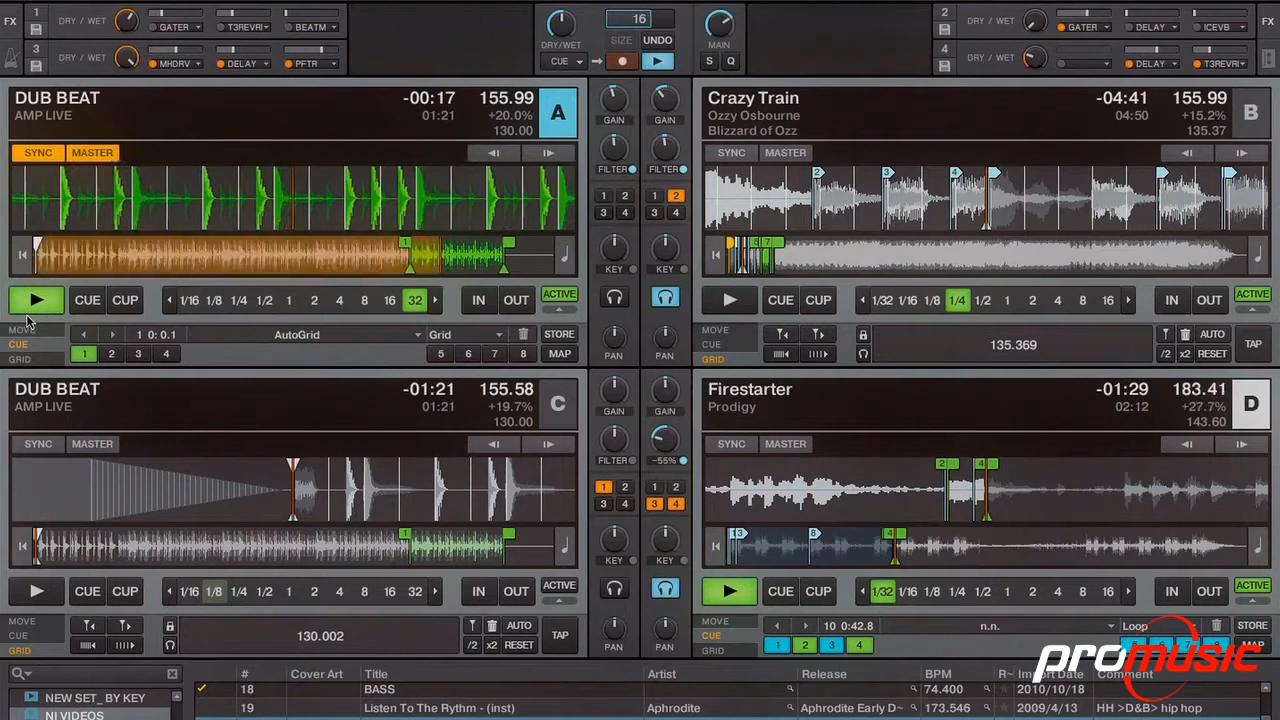 FX 1 DRY / WET GATER T3REVRI BEATM
3 DRY / WET MHDRV DELAY PFTR
DRY/WET CUE 16 SIZE UNDO MAIN S Q
2 DRY / WET GATER DELAY ICEVB FX
4 DRY / WET DELAY T3REVRI
DUB BEAT -00:17 155.99 A
AMP LIVE 01:21 +20.0%
130.00
SYNC MASTER
1
CUE CUP 1/16 1/8 1/4 1/2 1 2 4 8 16 32 IN OUT ACTIVE
MOVE 1 0:0.1 AutoGrid Grid STORE
CUE 1 2 3 4 5 6 7 8 MAP
GRID
GAIN GAIN
FILTER FILTER
1 2 1 2
3 4 3 4
KEY KEY
PAN PAN
Crazy Train -04:41 155.99 B
Ozzy Osbourne 04:50 +15.2%
Blizzard of Ozz 135.37
SYNC MASTER
2 3 4
7
CUE CUP 1/32 1/16 1/8 1/4 1/2 1 2 4 8 16 IN OUT ACTIVE
MOVE AUTO
CUE 135.369 TAP
GRID /2 x2 RESET
DUB BEAT -01:21 155.58 C
AMP LIVE 01:21 +19.7%
130.00
SYNC MASTER
1
CUE CUP 1/16 1/8 1/4 1/2 1 2 4 8 16 32 IN OUT ACTIVE
MOVE AUTO
CUE 130.002 TAP
GRID /2 x2 RESET
GAIN GAIN
FILTER -55%
1 2 1 2
3 4 3 4
KEY KEY
PAN PAN
Firestarter -01:29 183.41 D
Prodigy 02:12 +27.7%
143.60
SYNC MASTER
2 4
3 8 4
CUE CUP 1/32 1/16 1/8 1/4 1/2 1 2 4 8 16 IN OUT ACTIVE
MOVE 10 0:42.8 n.n. Loop STORE
CUE 1 2 3 4 MAP
GRID
promusic
# Cover Art Title Artist Release BPM R~ Import Date Comment
NEW SET_ BY KEY 18 BASS 74.400 2010/10/18
NI VIDEOS 19 Listen To The Rythm - (inst) Aphrodite Aphrodite Early D~ 173.546 2009/4/13 HH >D&B> hip hop